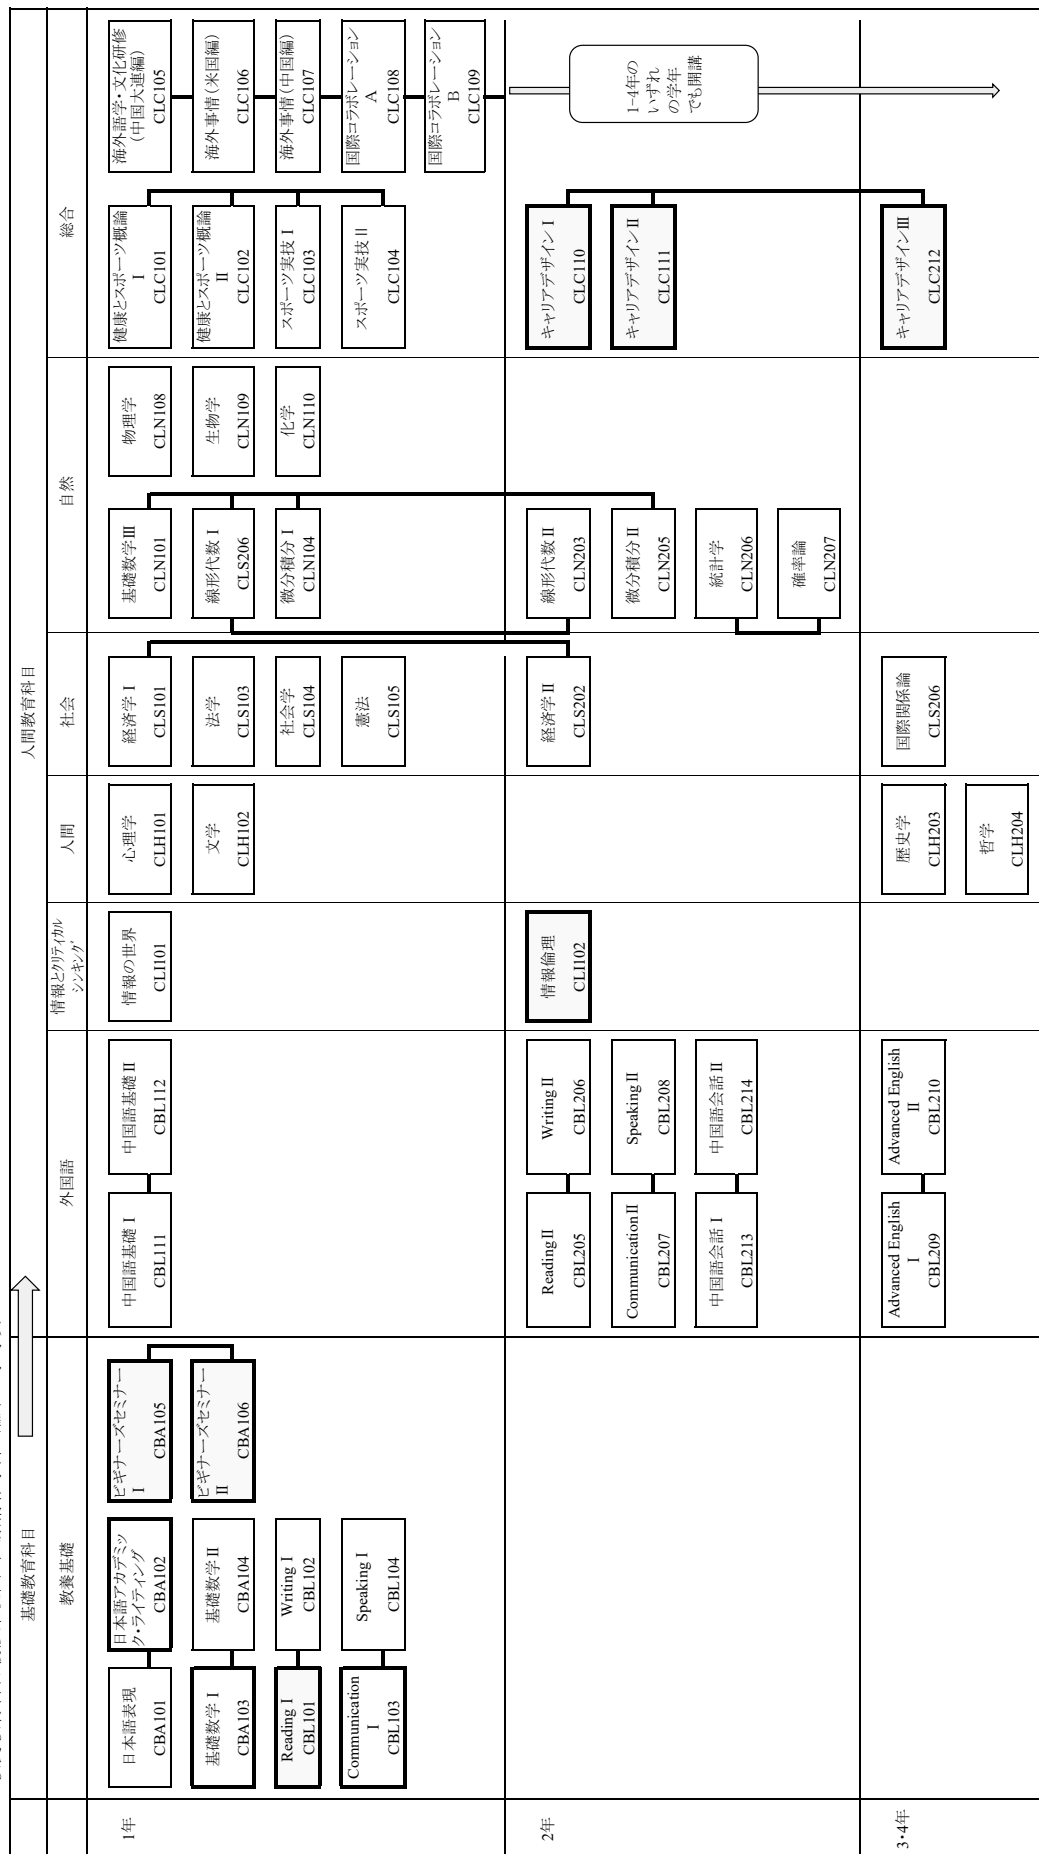 基礎教育科目
人間教育科目
教養基礎
外国語
情報とクリティカル
シンキング
人間
社会
自然
総合
1年
日本語表現
CBA101
日本語アカデミッ
ク・ライティング
CBA102
ビギナーズセミナー
Ⅰ
CBA105
基礎数学Ⅰ
CBA103
基礎数学Ⅱ
CBA104
ビギナーズセミナー
Ⅱ
CBA106
Reading Ⅰ
CBL101
Writing Ⅰ
CBL102
Communication
Ⅰ
CBL103
Speaking Ⅰ
CBL104
中国語基礎Ⅰ
CBL111
中国語基礎Ⅱ
CBL112
情報の世界
CLI101
心理学
CLH101
文学
CLH102
経済学Ⅰ
CLS101
法学
CLS103
社会学
CLS104
憲法
CLS105
基礎数学Ⅲ
CLN101
線形代数Ⅰ
CLS206
微分積分Ⅰ
CLN104
物理学
CLN108
生物学
CLN109
化学
CLN110
健康とスポーツ概論
Ⅰ
CLC101
健康とスポーツ概論
Ⅱ
CLC102
スポーツ実技Ⅰ
CLC103
スポーツ実技Ⅱ
CLC104
海外語学・文化研修
(中国大連編)
CLC105
海外事情(米国編)
CLC106
海外事情(中国編)
CLC107
国際コラボレーション
A
CLC108
国際コラボレーション
B
CLC109
2年
ReadingⅡ
CBL205
WritingⅡ
CBL206
CommunicationⅡ
CBL207
SpeakingⅡ
CBL208
中国語会話Ⅰ
CBL213
中国語会話Ⅱ
CBL214
情報倫理
CLI102
経済学Ⅱ
CLS202
線形代数Ⅱ
CLN203
微分積分Ⅱ
CLN205
統計学
CLN206
確率論
CLN207
キャリアデザインⅠ
CLC110
キャリアデザインⅡ
CLC111
1-4年の
いずれ
の学年
でも開講
3・4年
Advanced English
Ⅰ
CBL209
Advanced English
Ⅱ
CBL210
歴史学
CLH203
哲学
CLH204
国際関係論
CLS206
キャリアデザインⅢ
CLC212